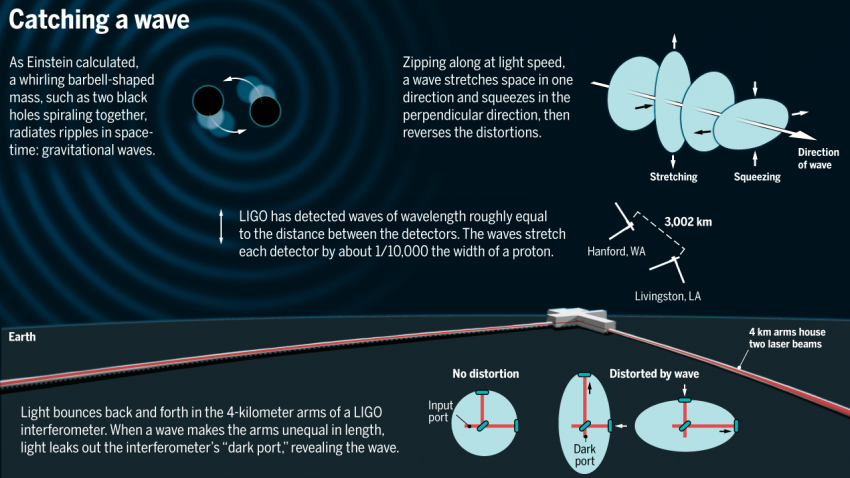 Catching a wave
As Einstein calculated,
a whirling barbell-shaped
mass, such as two black
holes spiraling together,
radiates ripples in space-
time: gravitational waves.
Zipping along at light speed,
a wave stretches space in one
direction and squeezes in the
perpendicular direction, then
reverses the distortions.
Direction
of wave
Stretching
Squeezing
LIGO has detected waves of wavelength roughly equal
to the distance between the detectors. The waves stretch
each detector by about 1/10,000 the width of a proton.
3,002 km
Hanford, WA
Livingston, LA
Earth
4 km arms house
two laser beams
No distortion
Distorted by wave
Input
port
Dark
port
Light bounces back and forth in the 4-kilometer arms of a LIGO
interferometer. When a wave makes the arms unequal in length,
light leaks out the interferometer's “dark port,” revealing the wave.